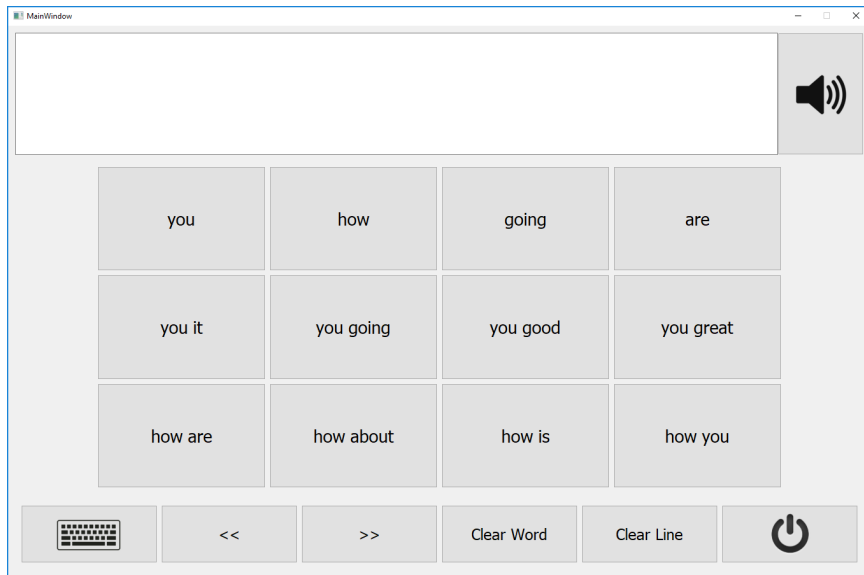 MainWindow
you how going are
you it you going you good you great
how are how about how is how you
<< >> Clear Word Clear Line